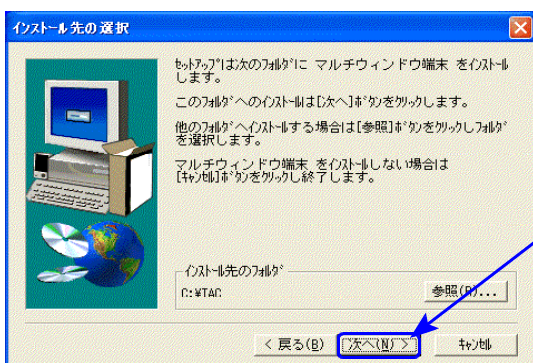 インストール先の選択
セットアップは次のフォルダに マルチウィンドウ端末 をインストール
します。
このフォルダへのインストールは[次へ]ボタンをクリックします。
他のフォルダへインストールする場合は[参照]ボタンをクリックしフォルダ
を選択します。
マルチウィンドウ端末 をインストールしない場合は
[キャンセル]ボタンをクリックし終了します。
インストール先のフォルダ
C:¥TAC
参照(R)...
< 戻る(B)
次へ(N) >
キャンセル